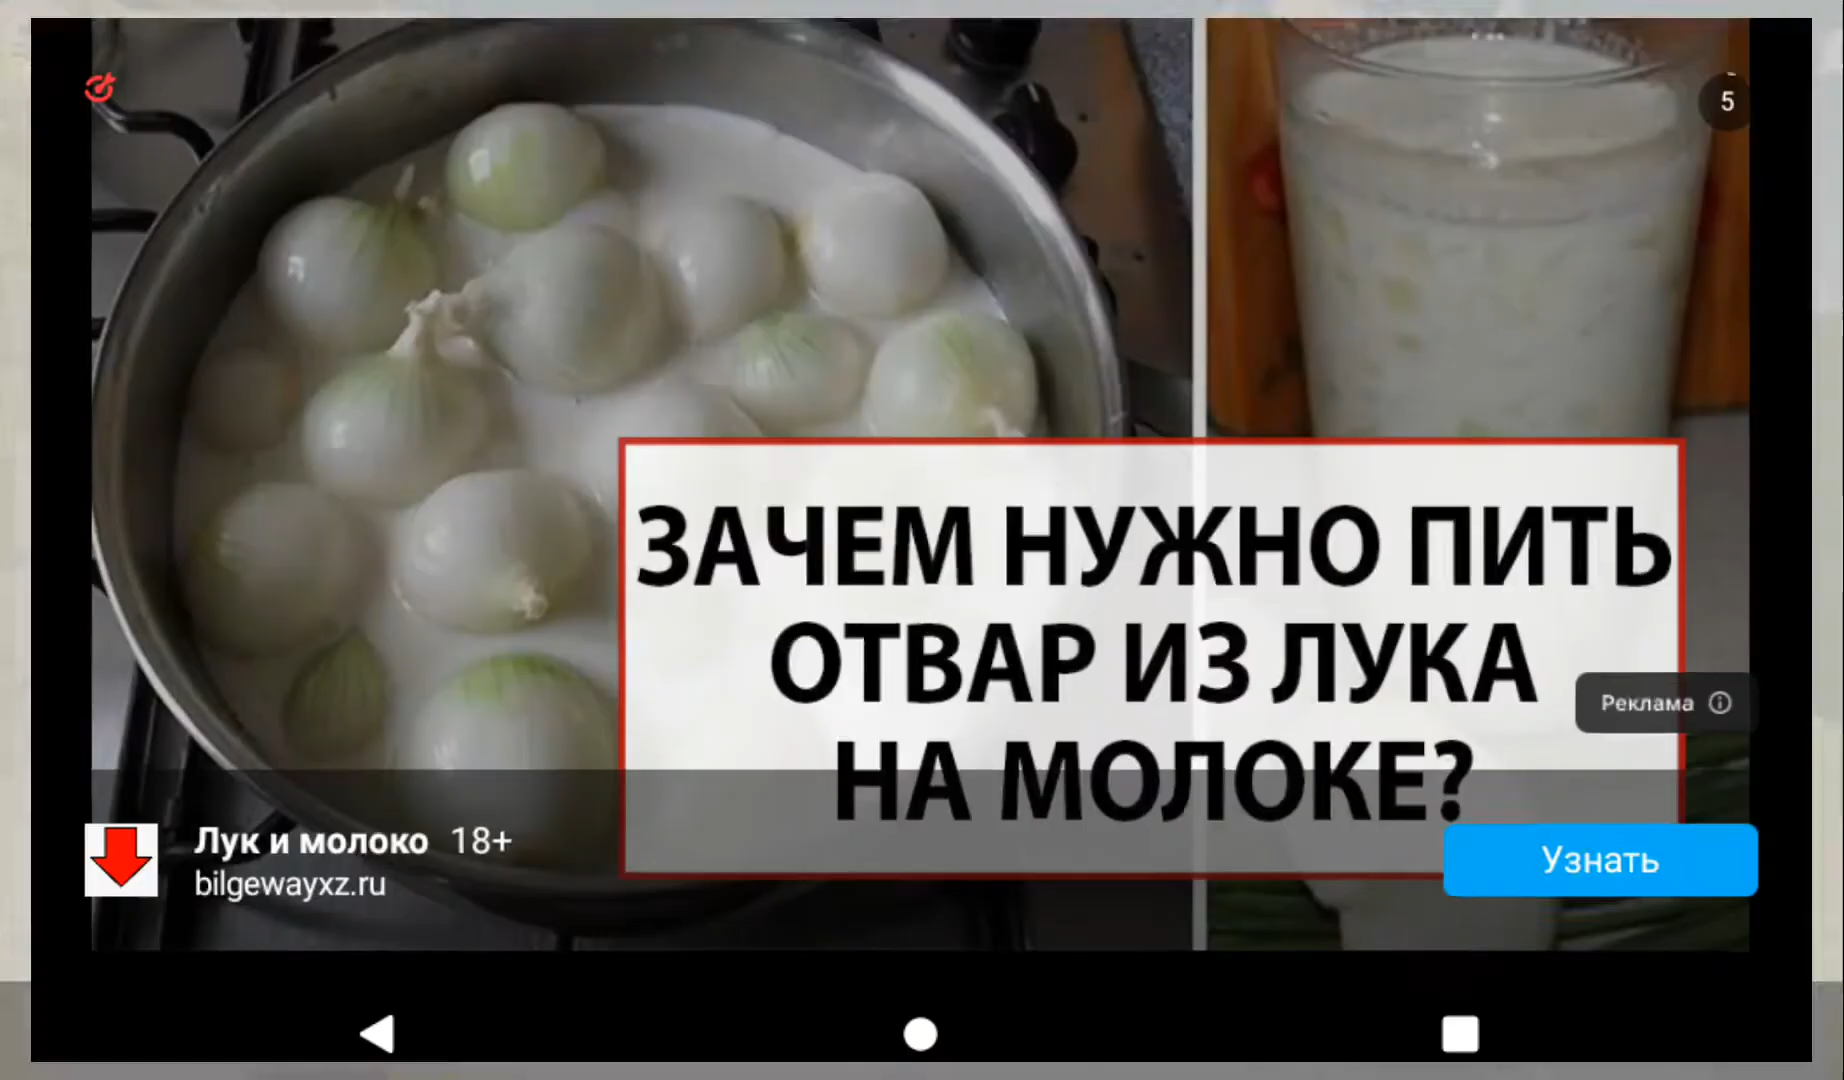 5
ЗАЧЕМ НУЖНО ПИТЬ
ОТВАР ИЗ ЛУКА
НА МОЛОКЕ?
Реклама
Лук и молоко 18+
bilgewayxz.ru
Узнать